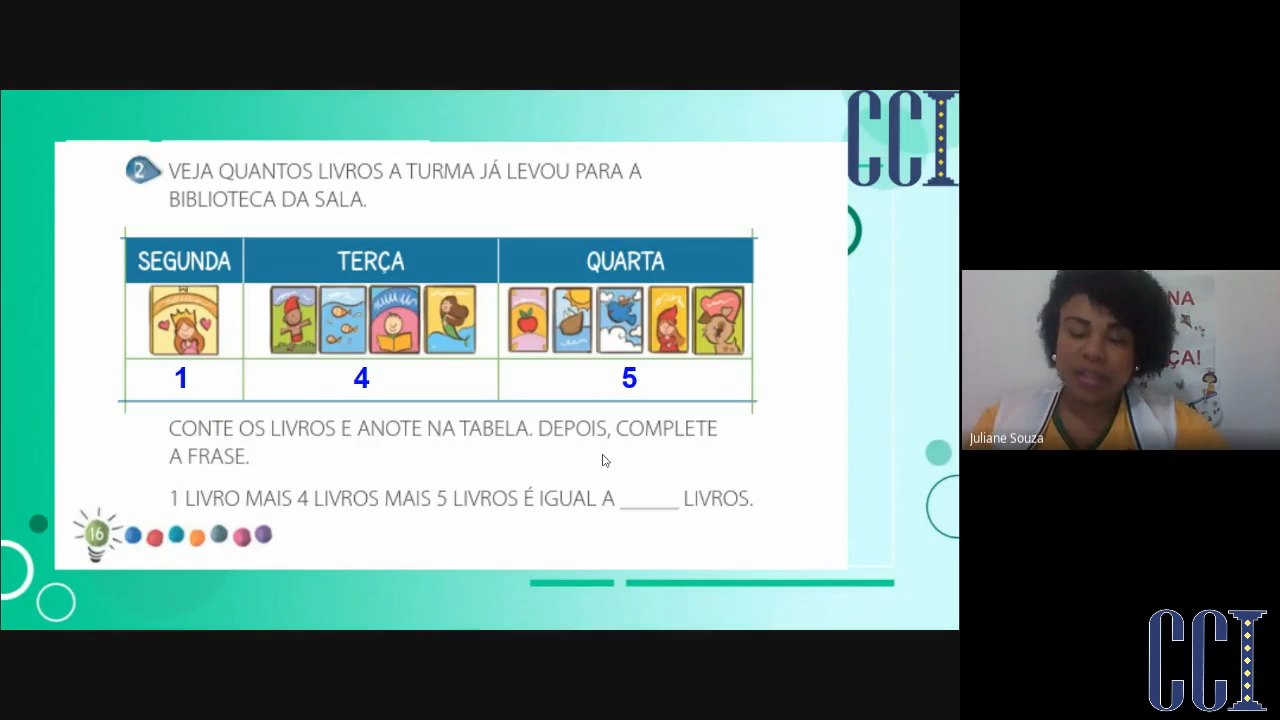 CCI
2
VEJA QUANTOS LIVROS A TURMA JÁ LEVOU PARA A
BIBLIOTECA DA SALA.
SEGUNDA TERÇA QUARTA
1 4 5
CONTE OS LIVROS E ANOTE NA TABELA. DEPOIS, COMPLETE
A FRASE.
1 LIVRO MAIS 4 LIVROS MAIS 5 LIVROS É IGUAL A ______ LIVROS.
16
NA
ÇA!
Juliane Souza
CCI